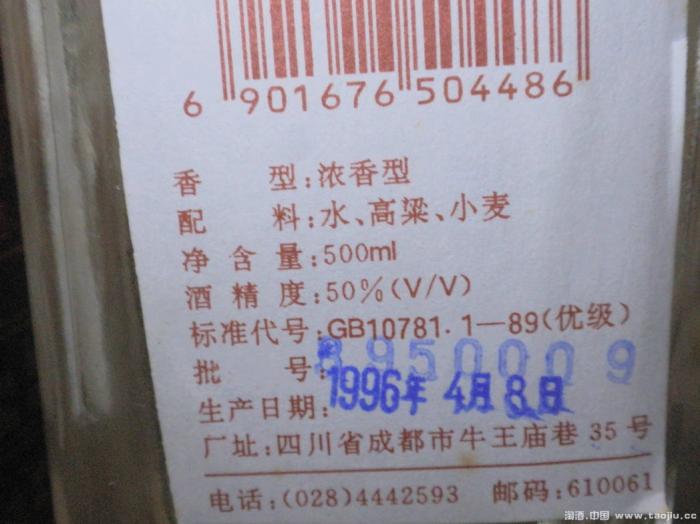 6 901676 504486
香 型:浓香型
配 料:水、高粱、小麦
净含量:500ml
酒精度:50%(V/V)
标准代号:GB10781.1—89(优级)
批 号:8950009
生产日期:1996年4月8日
厂址:四川省成都市牛王庙巷35号
电话:(028)4442593 邮码:610061
淘酒.中国 www.taojiu.cc